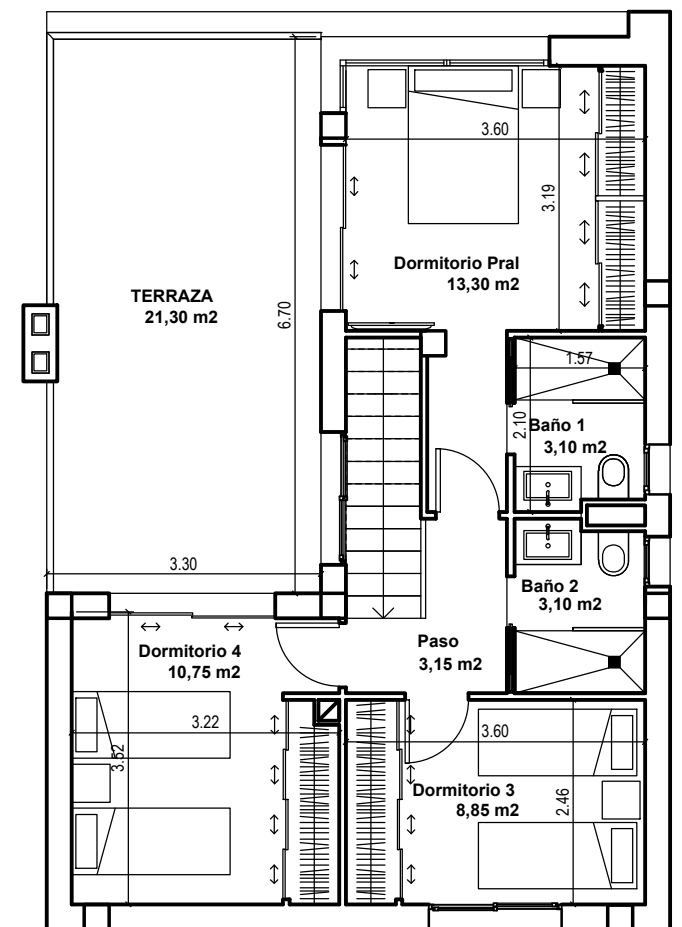 3.60
3.19
Dormitorio Pral
13,30 m2
TERRAZA
21,30 m2
6.70
1.57
2.10
Baño 1
3,10 m2
3.30
Baño 2
3,10 m2
Paso
3,15 m2
Dormitorio 4
10,75 m2
3.22
3.52
3.60
Dormitorio 3
8,85 m2
2.46